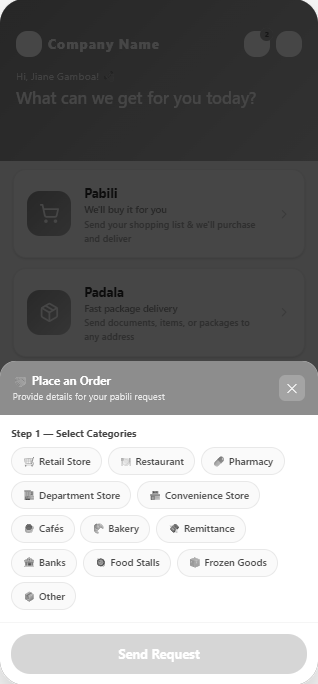 Company Name
Hi, Jiane Gamboa!
What can we get for you today?
Pabili
We'll buy it for you
Send your shopping list & we'll purchase
and deliver
Padala
Fast package delivery
Send documents, items, or packages to
any address
Place an Order
Provide details for your pabili request
Step 1 — Select Categories
Retail Store
Restaurant
Pharmacy
Department Store
Convenience Store
Cafés
Bakery
Remittance
Banks
Food Stalls
Frozen Goods
Other
Send Request